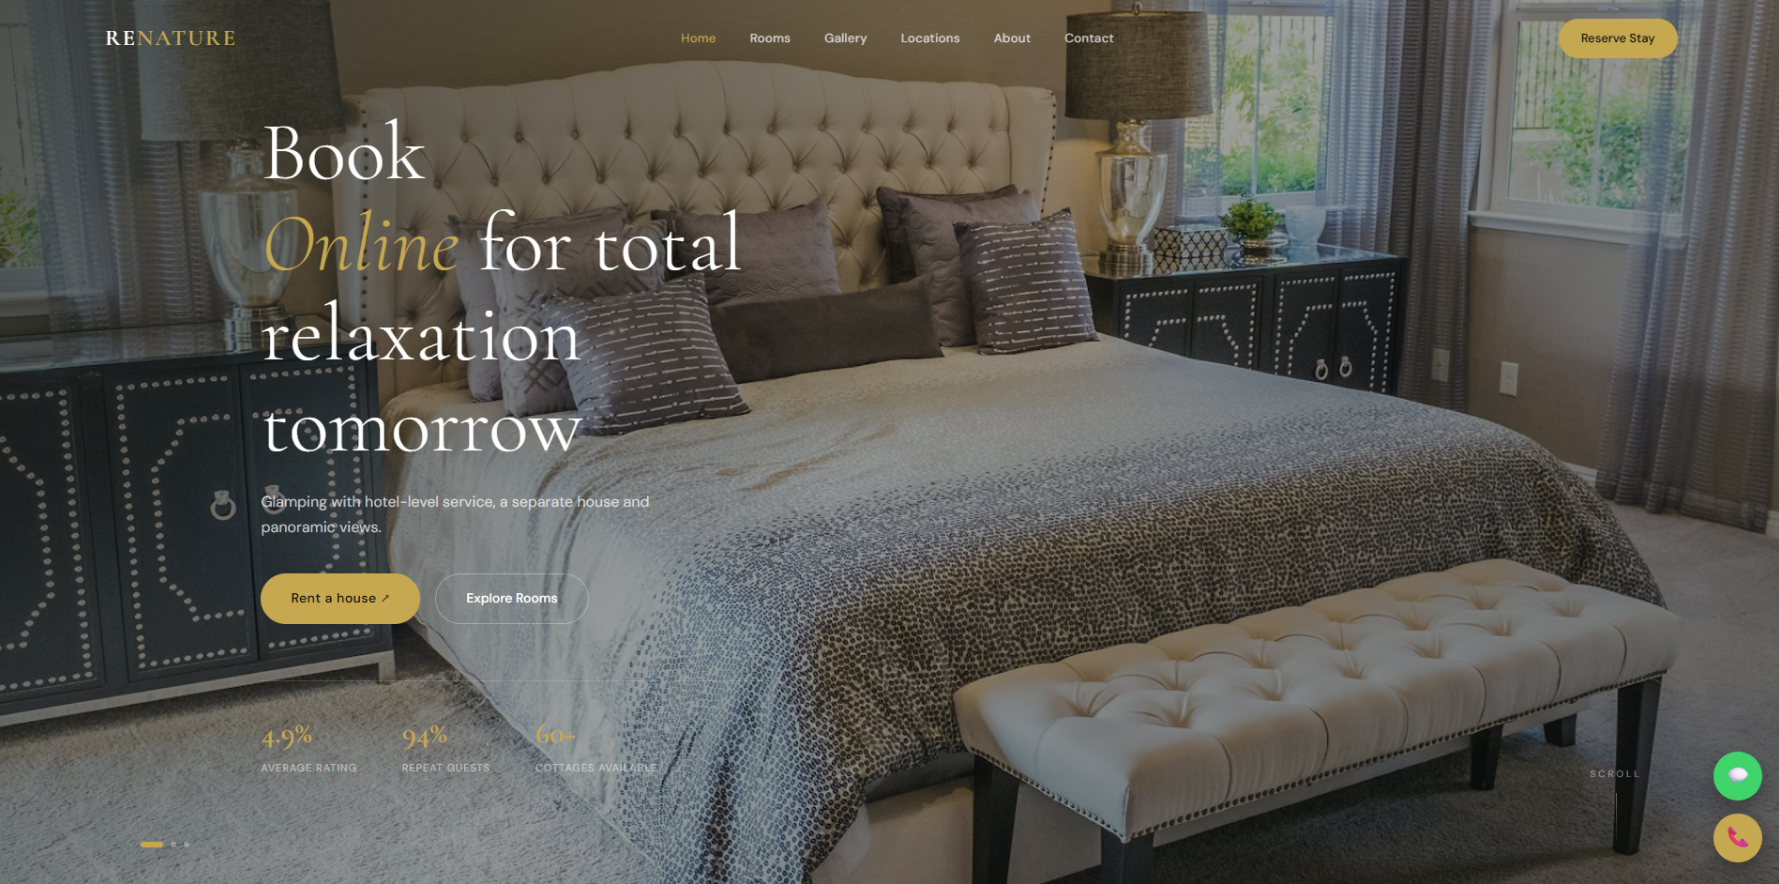 RENATURE
Home Rooms Gallery Locations About Contact
Reserve Stay
Book
Online for total
relaxation
tomorrow
Glamping with hotel-level service, a separate house and
panoramic views.
Rent a house ↗
Explore Rooms
4.9% 94% 60+
AVERAGE RATING REPEAT GUESTS COTTAGES AVAILABLE
SCROLL